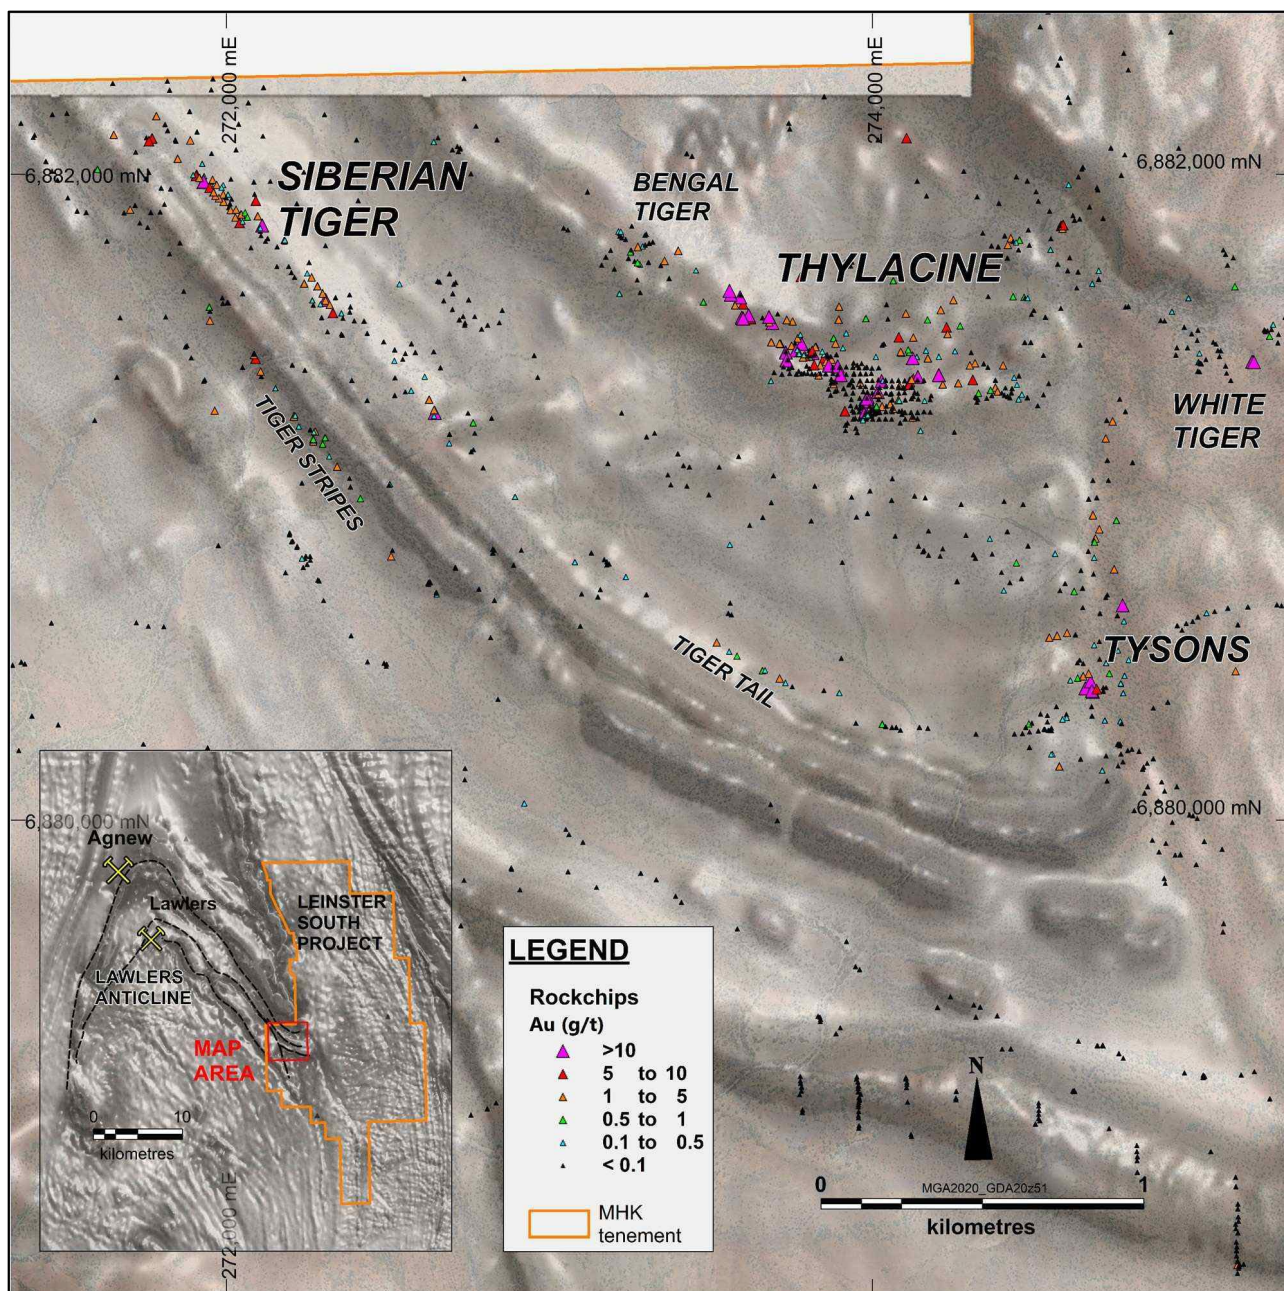 272,000 mE
274,000 mE
6,882,000 mN
6,882,000 mN
SIBERIAN
TIGER
BENGAL
TIGER
THYLACINE
WHITE
TIGER
TIGER STRIPES
TIGER TAIL
TYSONS
6,880,000 mN
6,880,000 mN
Agnew
Lawlers
LAWLERS
ANTICLINE
LEINSTER
SOUTH
PROJECT
MAP
AREA
0 10
kilometres
272,000 mE
LEGEND
Rockchips
Au (g/t)
>10
5 to 10
1 to 5
0.5 to 1
0.1 to 0.5
< 0.1
MHK
tenement
N
0 1
MGA2020_GDA20z51
kilometres